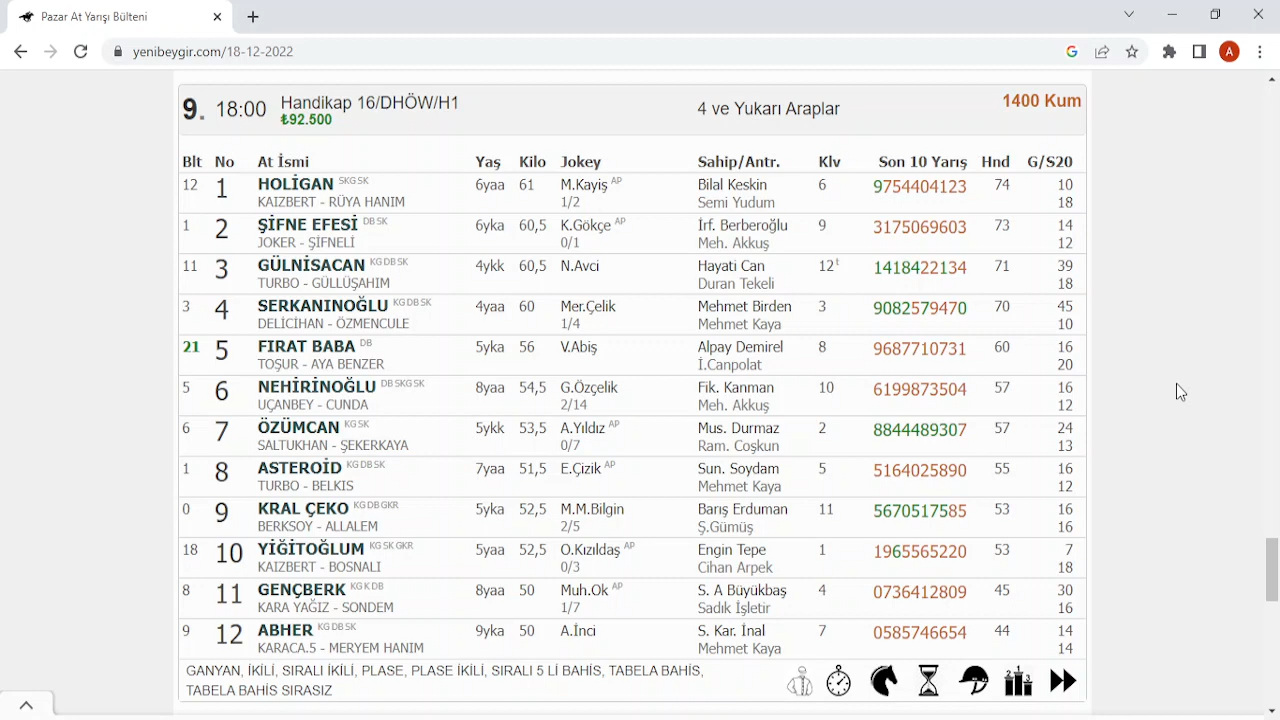 Pazar At Yarışı Bülteni
yenibeygir.com/18-12-2022
A
9. 18:00 Handikap 16/DHÖW/H1 4 ve Yukarı Araplar 1400 Kum
₺92.500
Blt No At İsmi Yaş Kilo Jokey Sahip/Antr. Klv Son 10 Yarış Hnd G/S20
12 1 HOLİGAN SKG SK 6yaa 61 M.Kayiş AP Bilal Keskin 6 9754404123 74 10
KAIZBERT - RÜYA HANIM 1/2 Semi Yudum 18
1 2 ŞİFNE EFESİ DB SK 6yka 60,5 K.Gökçe AP İrf. Berberoğlu 9 3175069603 73 14
JOKER - ŞİFNELİ 0/1 Meh. Akkuş 12
11 3 GÜLNİSACAN KG DB SK 4ykk 60,5 N.Avci Hayati Can 12t 1418422134 71 39
TURBO - GÜLLÜŞAHIM Duran Tekeli 18
3 4 SERKANINOĞLU KG DB SK 4yaa 60 Mer.Çelik Mehmet Birden 3 9082579470 70 45
DELİCİHAN - ÖZMENCULE 1/4 Mehmet Kaya 10
21 5 FIRAT BABA DB 5yka 56 V.Abiş Alpay Demirel 8 9687710731 60 16
TOŞUR - AYA BENZER İ.Canpolat 20
5 6 NEHİRİNOĞLU DB SKG SK 8yaa 54,5 G.Özçelik Fik. Kanman 10 6199873504 57 16
UÇANBEY - CUNDA 2/14 Meh. Akkuş 12
6 7 ÖZÜMCAN KG SK 5ykk 53,5 A.Yıldız AP Mus. Durmaz 2 8844489307 57 24
SALTUKHAN - ŞEKERKAYA 0/7 Ram. Coşkun 13
1 8 ASTEROİD KG DB SK 7yaa 51,5 E.Çizik AP Sun. Soydam 5 5164025890 55 16
TURBO - BELKIS Mehmet Kaya 12
0 9 KRAL ÇEKO KG DB GKR 5yka 52,5 M.M.Bilgin Barış Erduman 11 5670517585 53 16
BERKSOY - ALLALEM 2/5 Ş.Gümüş 16
18 10 YİĞİTOĞLUM KG SK GKR 5yaa 52,5 O.Kızıldaş AP Engin Tepe 1 1965565220 53 7
KAIZBERT - BOSNALI 0/3 Cihan Arpek 18
8 11 GENÇBERK KG K DB 8yaa 50 Muh.Ok AP S. A Büyükbaş 4 0736412809 45 30
KARA YAĞIZ - SONDEM 1/7 Sadık İşletir 16
9 12 ABHER KG DB SK 9yka 50 A.İnci S. Kar. İnal 7 0585746654 44 14
KARACA.5 - MERYEM HANIM Mehmet Kaya 14
GANYAN, İKİLİ, SIRALI İKİLİ, PLASE, PLASE İKİLİ, SIRALI 5 Lİ BAHİS, TABELA BAHİS,
TABELA BAHİS SIRASIZ